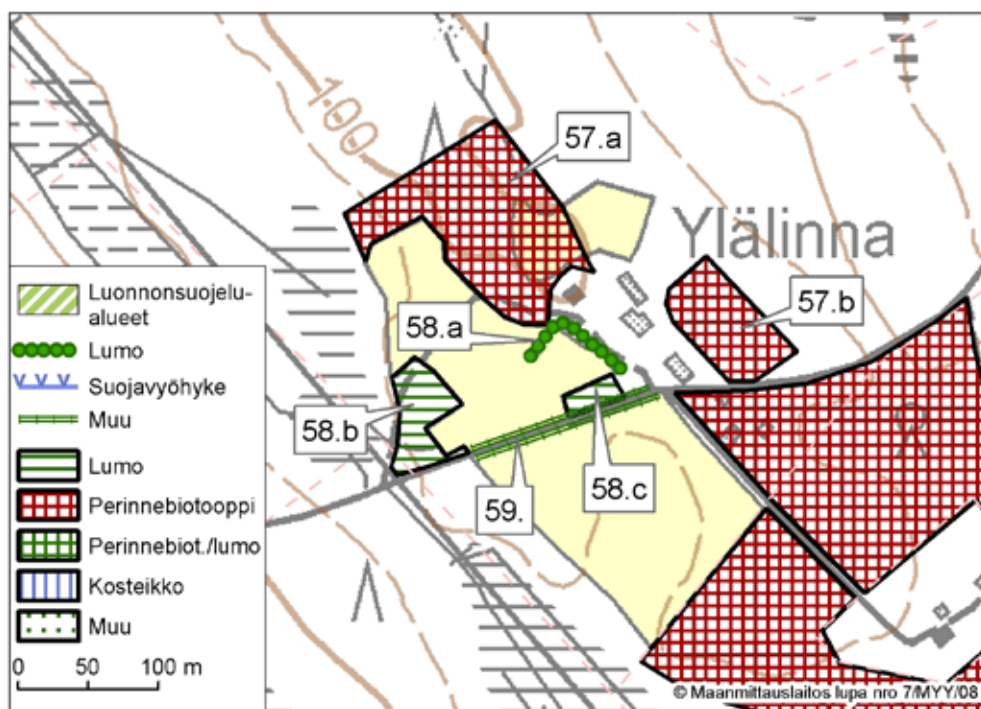 100
57.a
Ylälinna
57.b
58.a
58.b
58.c
59.
Luonnonsuojelu-
alueet
Lumo
Suojavyöhyke
Muu
Lumo
Perinnebiotooppi
Perinnebiot./lumo
Kosteikko
Muu
0 50 100 m
© Maanmittauslaitos lupa nro 7/MYY/08